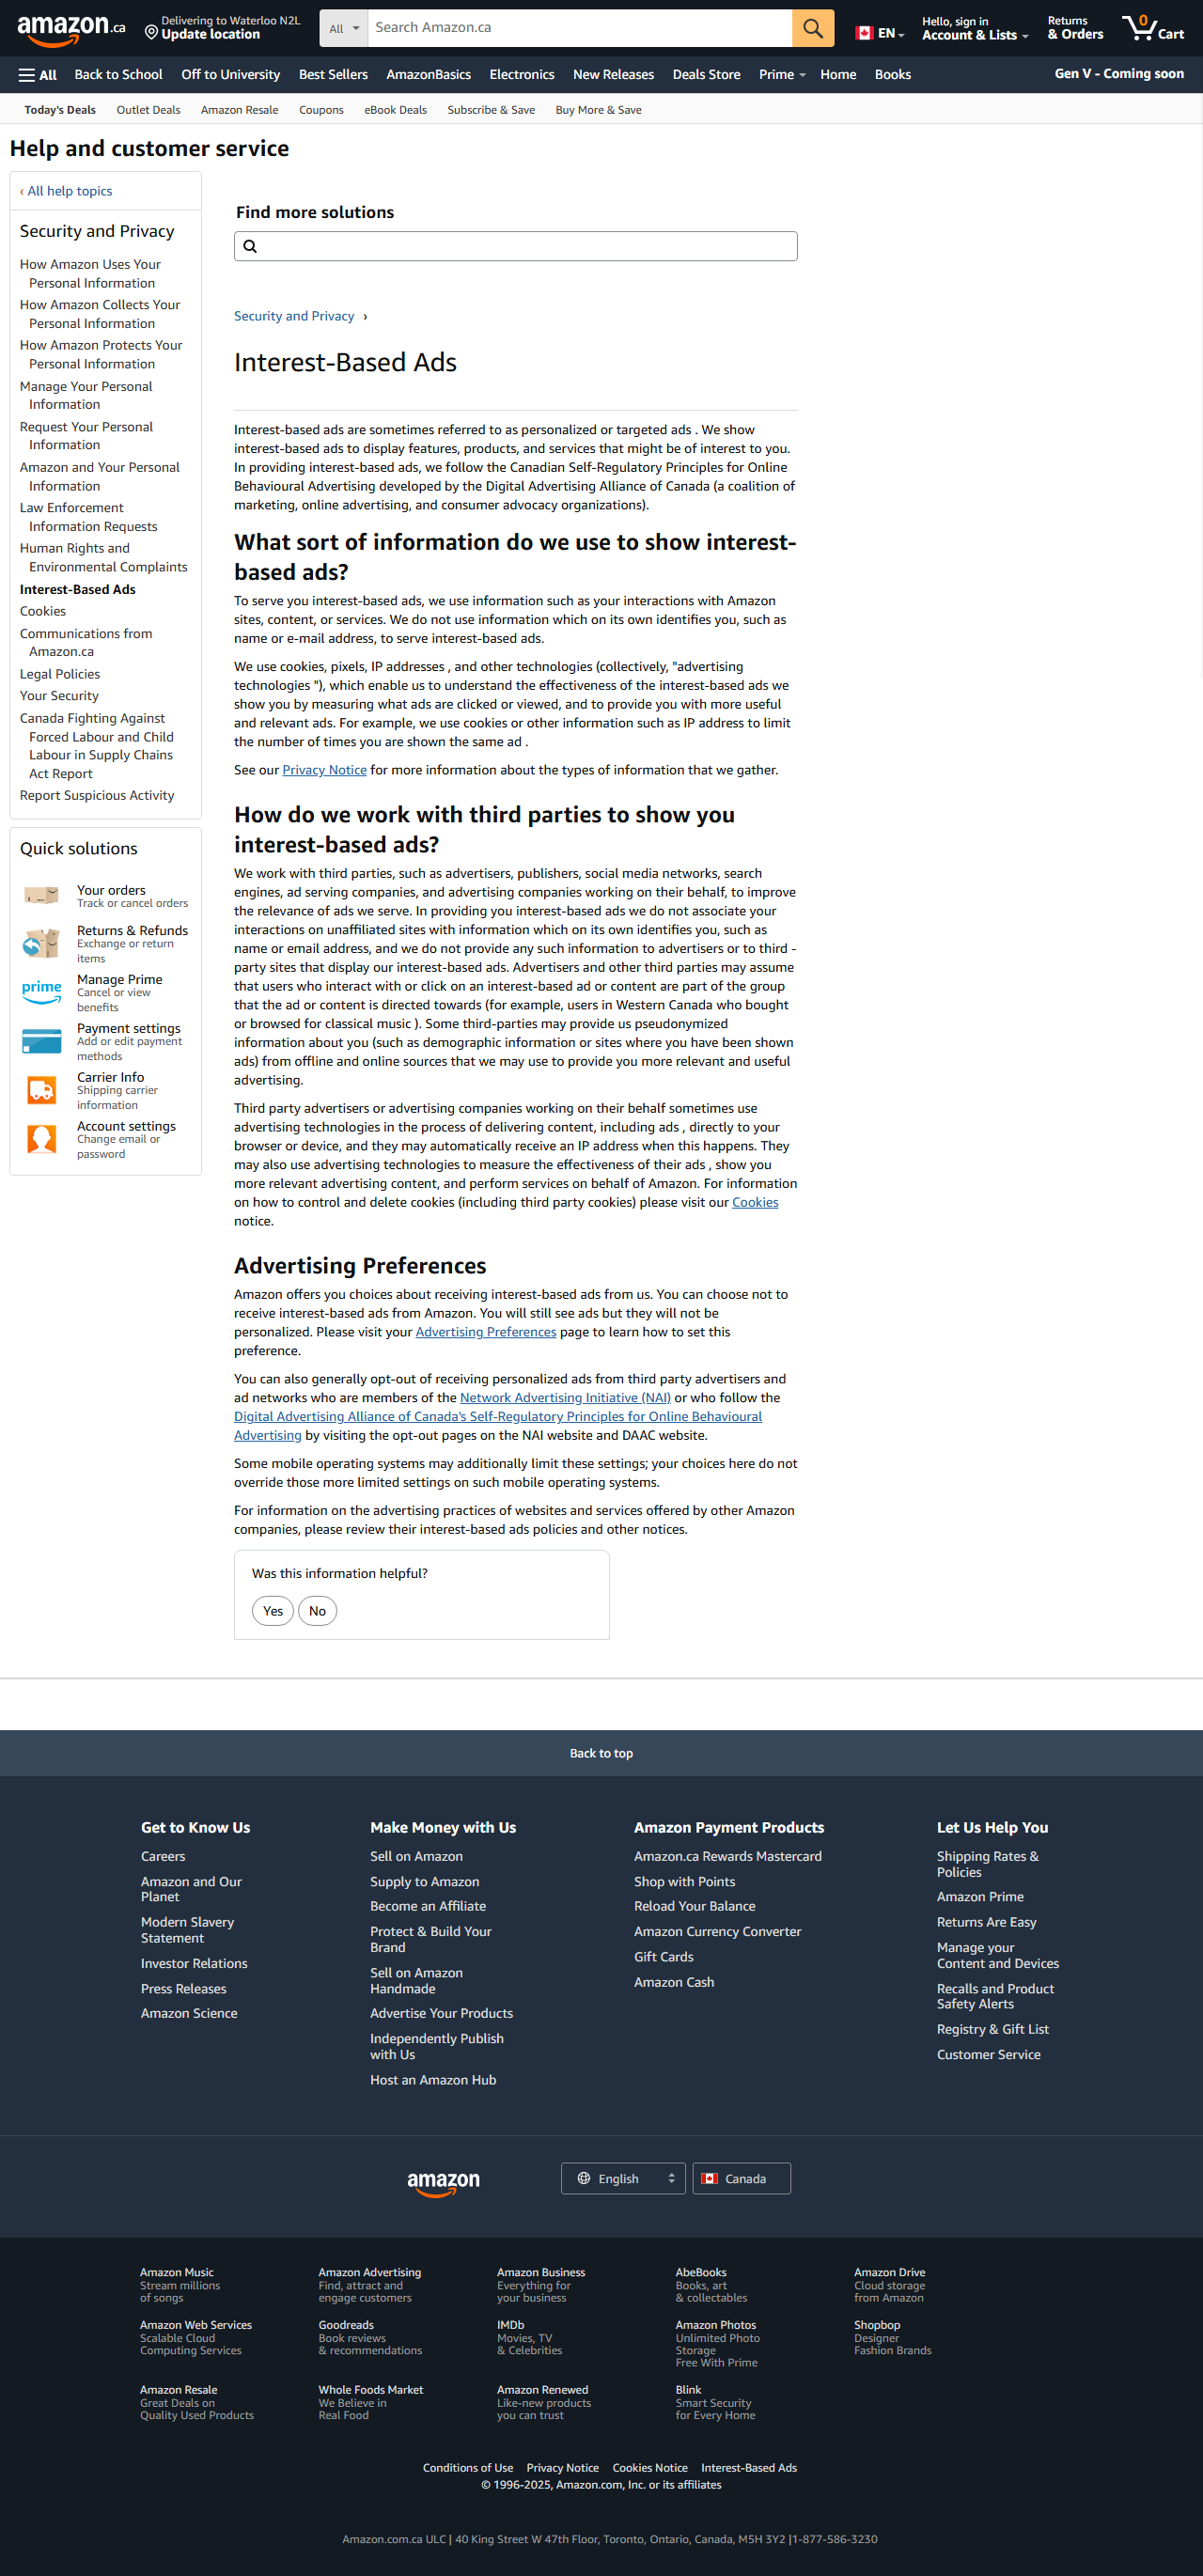 amazon.ca
Delivering to Waterloo N2L
Update location
All
Search Amazon.ca
EN
Hello, sign in
Account & Lists
Returns
& Orders
0
Cart
All
Back to School
Off to University
Best Sellers
AmazonBasics
Electronics
New Releases
Deals Store
Prime
Home
Books
Gen V - Coming soon
Today's Deals
Outlet Deals
Amazon Resale
Coupons
eBook Deals
Subscribe & Save
Buy More & Save
Help and customer service
‹ All help topics
Security and Privacy
How Amazon Uses Your
Personal Information
How Amazon Collects Your
Personal Information
How Amazon Protects Your
Personal Information
Manage Your Personal
Information
Request Your Personal
Information
Amazon and Your Personal
Information
Law Enforcement
Information Requests
Human Rights and
Environmental Complaints
Interest-Based Ads
Cookies
Communications from
Amazon.ca
Legal Policies
Your Security
Canada Fighting Against
Forced Labour and Child
Labour in Supply Chains
Act Report
Report Suspicious Activity
Quick solutions
Your orders
Track or cancel orders
Returns & Refunds
Exchange or return
items
prime
Manage Prime
Cancel or view
benefits
Payment settings
Add or edit payment
methods
Carrier Info
Shipping carrier
information
Account settings
Change email or
password
Find more solutions
Security and Privacy ›
Interest-Based Ads
Interest-based ads are sometimes referred to as personalized or targeted ads . We show
interest-based ads to display features, products, and services that might be of interest to you.
In providing interest-based ads, we follow the Canadian Self-Regulatory Principles for Online
Behavioural Advertising developed by the Digital Advertising Alliance of Canada (a coalition of
marketing, online advertising, and consumer advocacy organizations).
What sort of information do we use to show interest-
based ads?
To serve you interest-based ads, we use information such as your interactions with Amazon
sites, content, or services. We do not use information which on its own identifies you, such as
name or e-mail address, to serve interest-based ads.
We use cookies, pixels, IP addresses , and other technologies (collectively, "advertising
technologies "), which enable us to understand the effectiveness of the interest-based ads we
show you by measuring what ads are clicked or viewed, and to provide you with more useful
and relevant ads. For example, we use cookies or other information such as IP address to limit
the number of times you are shown the same ad .
See our Privacy Notice for more information about the types of information that we gather.
How do we work with third parties to show you
interest-based ads?
We work with third parties, such as advertisers, publishers, social media networks, search
engines, ad serving companies, and advertising companies working on their behalf, to improve
the relevance of ads we serve. In providing you interest-based ads we do not associate your
interactions on unaffiliated sites with information which on its own identifies you, such as
name or email address, and we do not provide any such information to advertisers or to third -
party sites that display our interest-based ads. Advertisers and other third parties may assume
that users who interact with or click on an interest-based ad or content are part of the group
that the ad or content is directed towards (for example, users in Western Canada who bought
or browsed for classical music ). Some third-parties may provide us pseudonymized
information about you (such as demographic information or sites where you have been shown
ads) from offline and online sources that we may use to provide you more relevant and useful
advertising.
Third party advertisers or advertising companies working on their behalf sometimes use
advertising technologies in the process of delivering content, including ads , directly to your
browser or device, and they may automatically receive an IP address when this happens. They
may also use advertising technologies to measure the effectiveness of their ads , show you
more relevant advertising content, and perform services on behalf of Amazon. For information
on how to control and delete cookies (including third party cookies) please visit our Cookies
notice.
Advertising Preferences
Amazon offers you choices about receiving interest-based ads from us. You can choose not to
receive interest-based ads from Amazon. You will still see ads but they will not be
personalized. Please visit your Advertising Preferences page to learn how to set this
preference.
You can also generally opt-out of receiving personalized ads from third party advertisers and
ad networks who are members of the Network Advertising Initiative (NAI) or who follow the
Digital Advertising Alliance of Canada's Self-Regulatory Principles for Online Behavioural
Advertising by visiting the opt-out pages on the NAI website and DAAC website.
Some mobile operating systems may additionally limit these settings; your choices here do not
override those more limited settings on such mobile operating systems.
For information on the advertising practices of websites and services offered by other Amazon
companies, please review their interest-based ads policies and other notices.
Was this information helpful?
Yes
No
Back to top
Get to Know Us
Careers
Amazon and Our
Planet
Modern Slavery
Statement
Investor Relations
Press Releases
Amazon Science
Make Money with Us
Sell on Amazon
Supply to Amazon
Become an Affiliate
Protect & Build Your
Brand
Sell on Amazon
Handmade
Advertise Your Products
Independently Publish
with Us
Host an Amazon Hub
Amazon Payment Products
Amazon.ca Rewards Mastercard
Shop with Points
Reload Your Balance
Amazon Currency Converter
Gift Cards
Amazon Cash
Let Us Help You
Shipping Rates &
Policies
Amazon Prime
Returns Are Easy
Manage your
Content and Devices
Recalls and Product
Safety Alerts
Registry & Gift List
Customer Service
amazon
English
Canada
Amazon Music
Stream millions
of songs
Amazon Advertising
Find, attract and
engage customers
Amazon Business
Everything for
your business
AbeBooks
Books, art
& collectables
Amazon Drive
Cloud storage
from Amazon
Amazon Web Services
Scalable Cloud
Computing Services
Goodreads
Book reviews
& recommendations
IMDb
Movies, TV
& Celebrities
Amazon Photos
Unlimited Photo
Storage
Free With Prime
Shopbop
Designer
Fashion Brands
Amazon Resale
Great Deals on
Quality Used Products
Whole Foods Market
We Believe in
Real Food
Amazon Renewed
Like-new products
you can trust
Blink
Smart Security
for Every Home
Conditions of Use
Privacy Notice
Cookies Notice
Interest-Based Ads
© 1996-2025, Amazon.com, Inc. or its affiliates
Amazon.com.ca ULC | 40 King Street W 47th Floor, Toronto, Ontario, Canada, M5H 3Y2 |1-877-586-3230